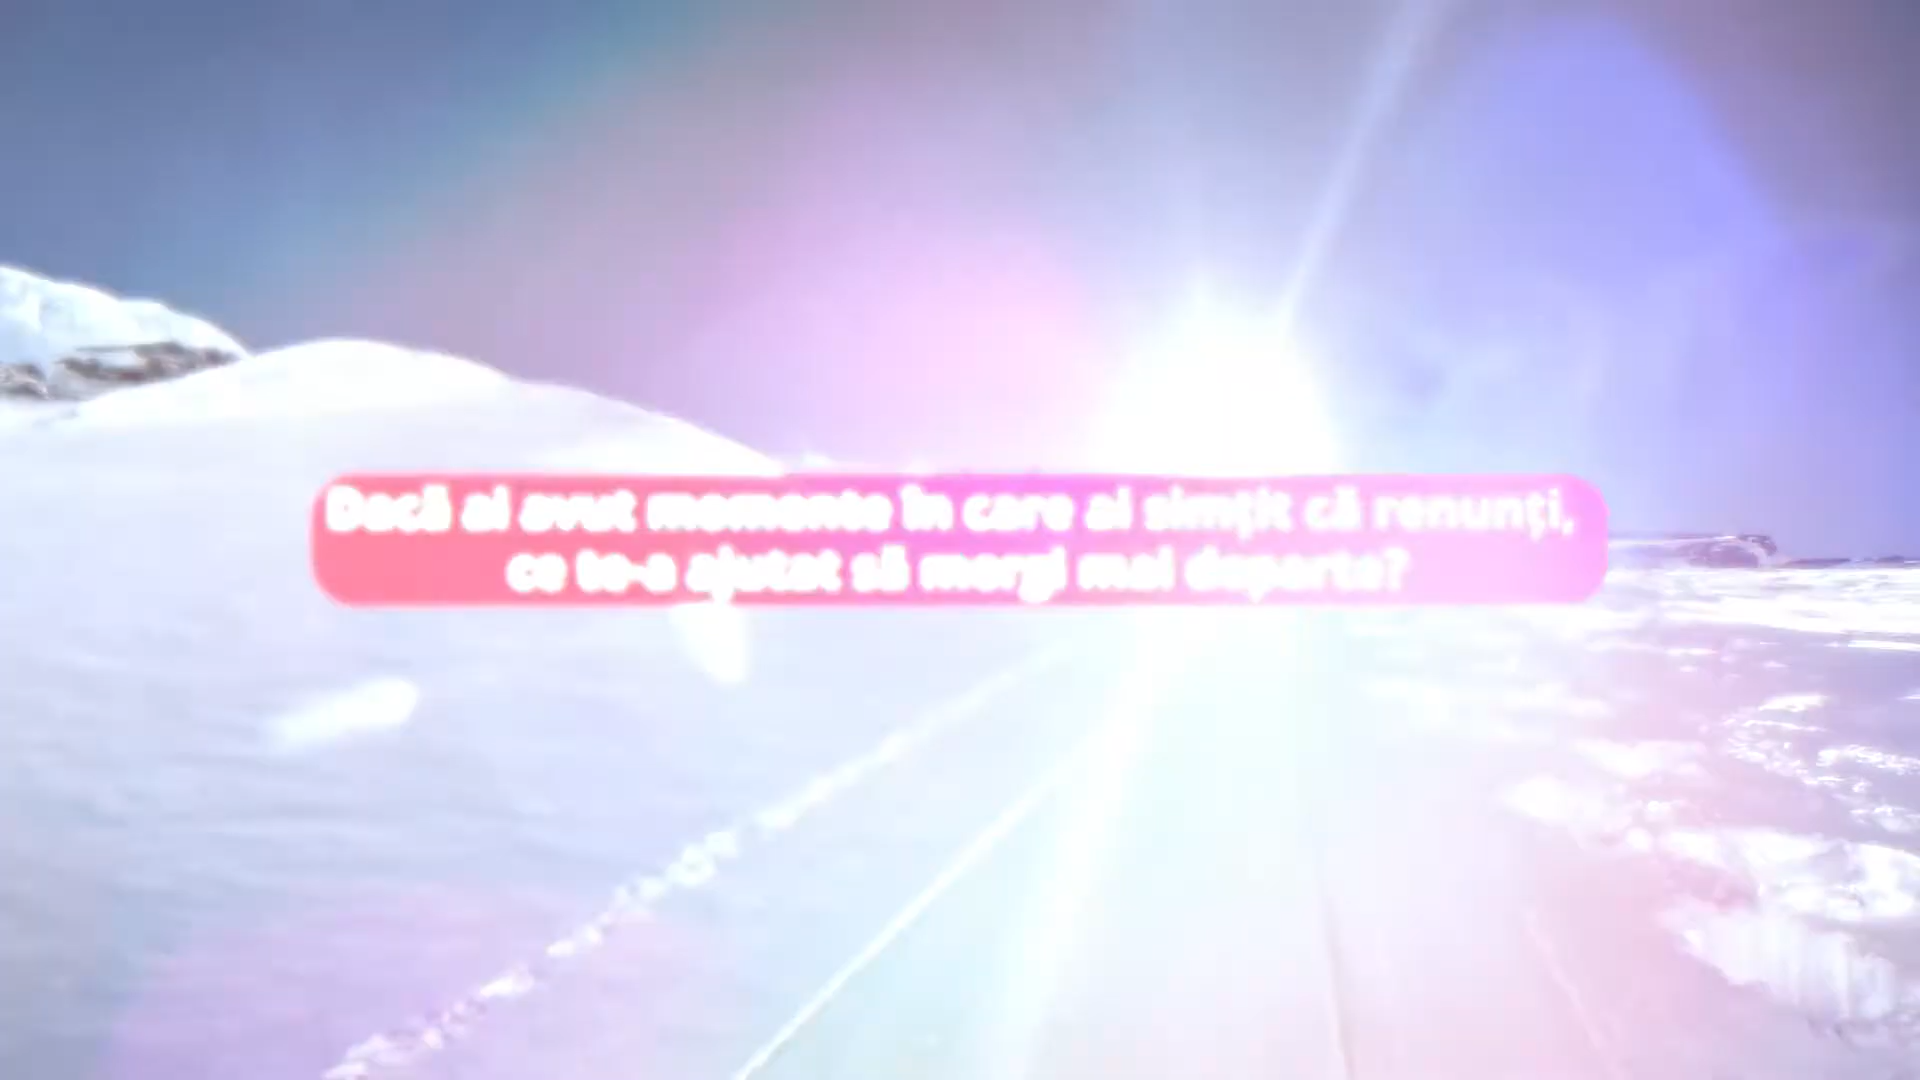 Dacă ai avut momente în care ai simțit că renunți,
ce te-a ajutat să mergi mai departe?